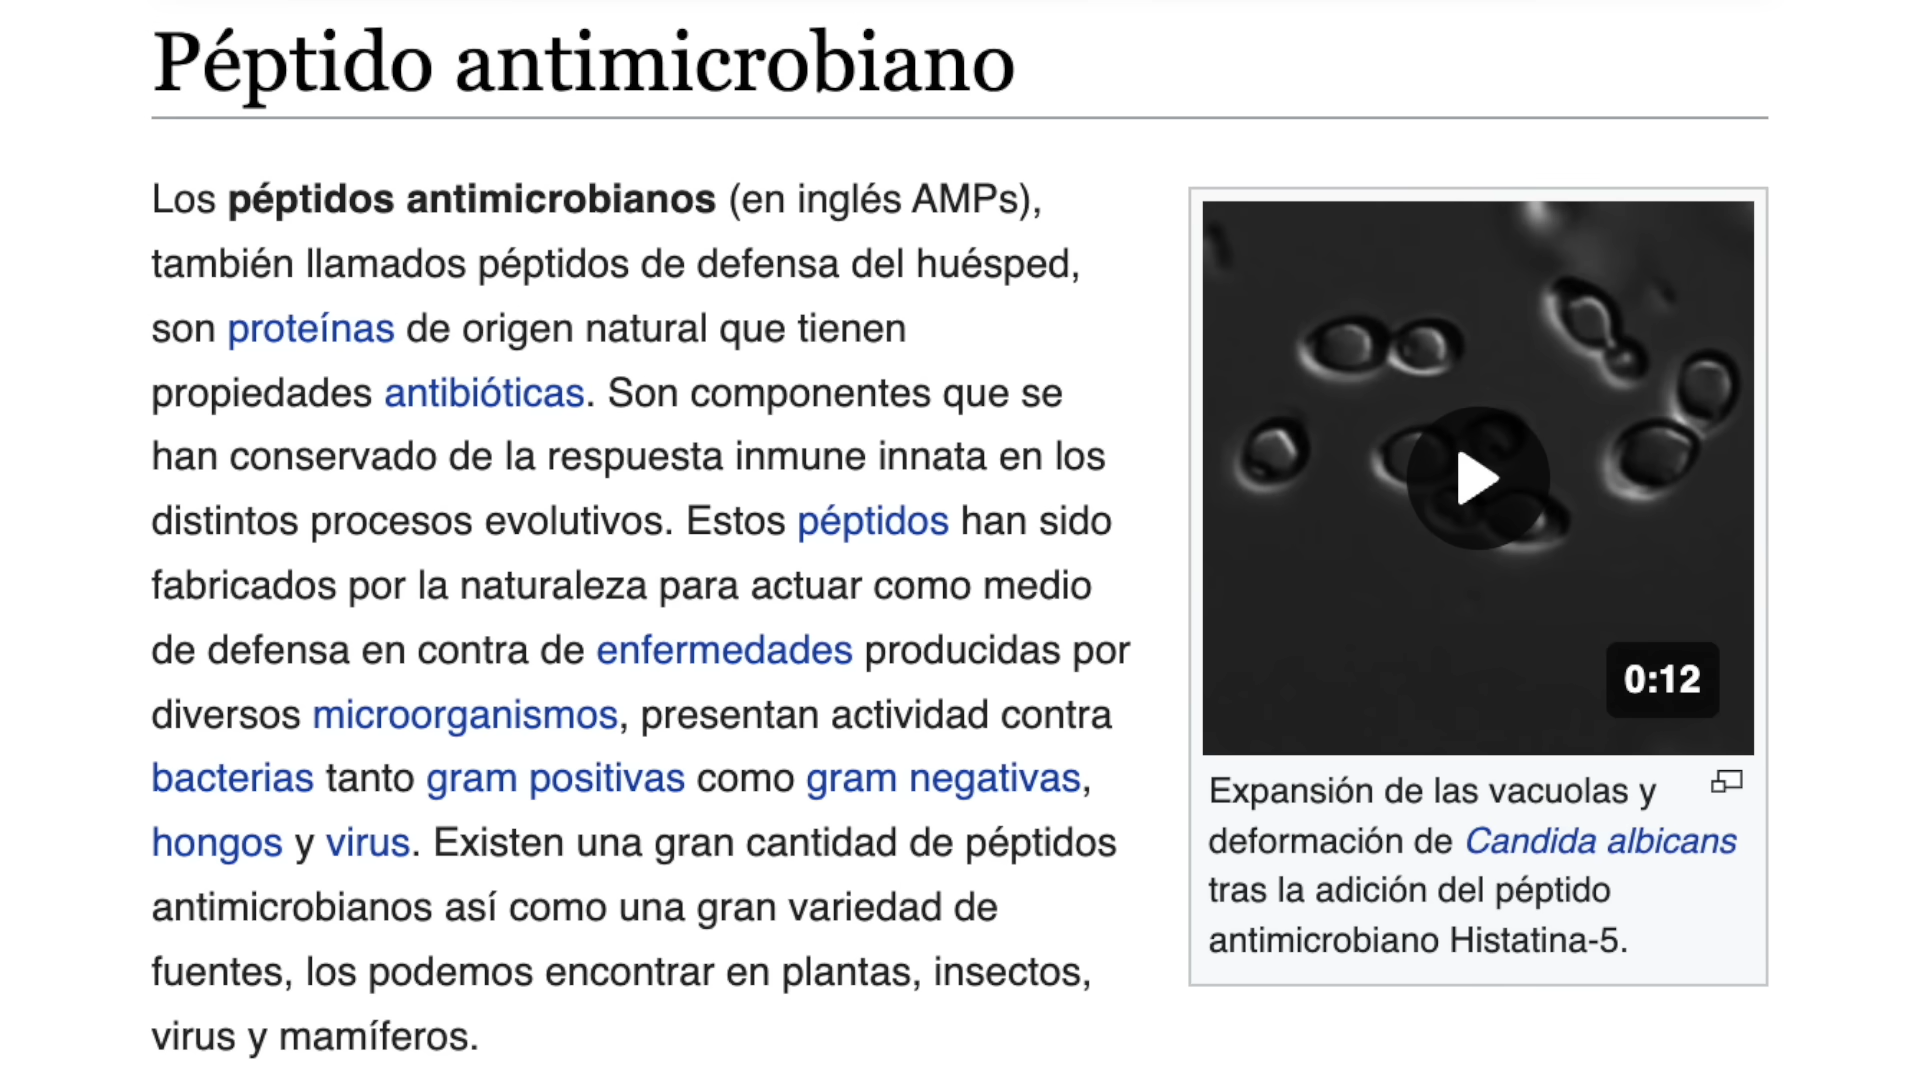 Péptido antimicrobiano
Los péptidos antimicrobianos (en inglés AMPs),
también llamados péptidos de defensa del huésped,
son proteínas de origen natural que tienen
propiedades antibióticas. Son componentes que se
han conservado de la respuesta inmune innata en los
distintos procesos evolutivos. Estos péptidos han sido
fabricados por la naturaleza para actuar como medio
de defensa en contra de enfermedades producidas por
diversos microorganismos, presentan actividad contra
bacterias tanto gram positivas como gram negativas,
hongos y virus. Existen una gran cantidad de péptidos
antimicrobianos así como una gran variedad de
fuentes, los podemos encontrar en plantas, insectos,
virus y mamíferos.
0:12
Expansión de las vacuolas y
deformación de Candida albicans
tras la adición del péptido
antimicrobiano Histatina-5.